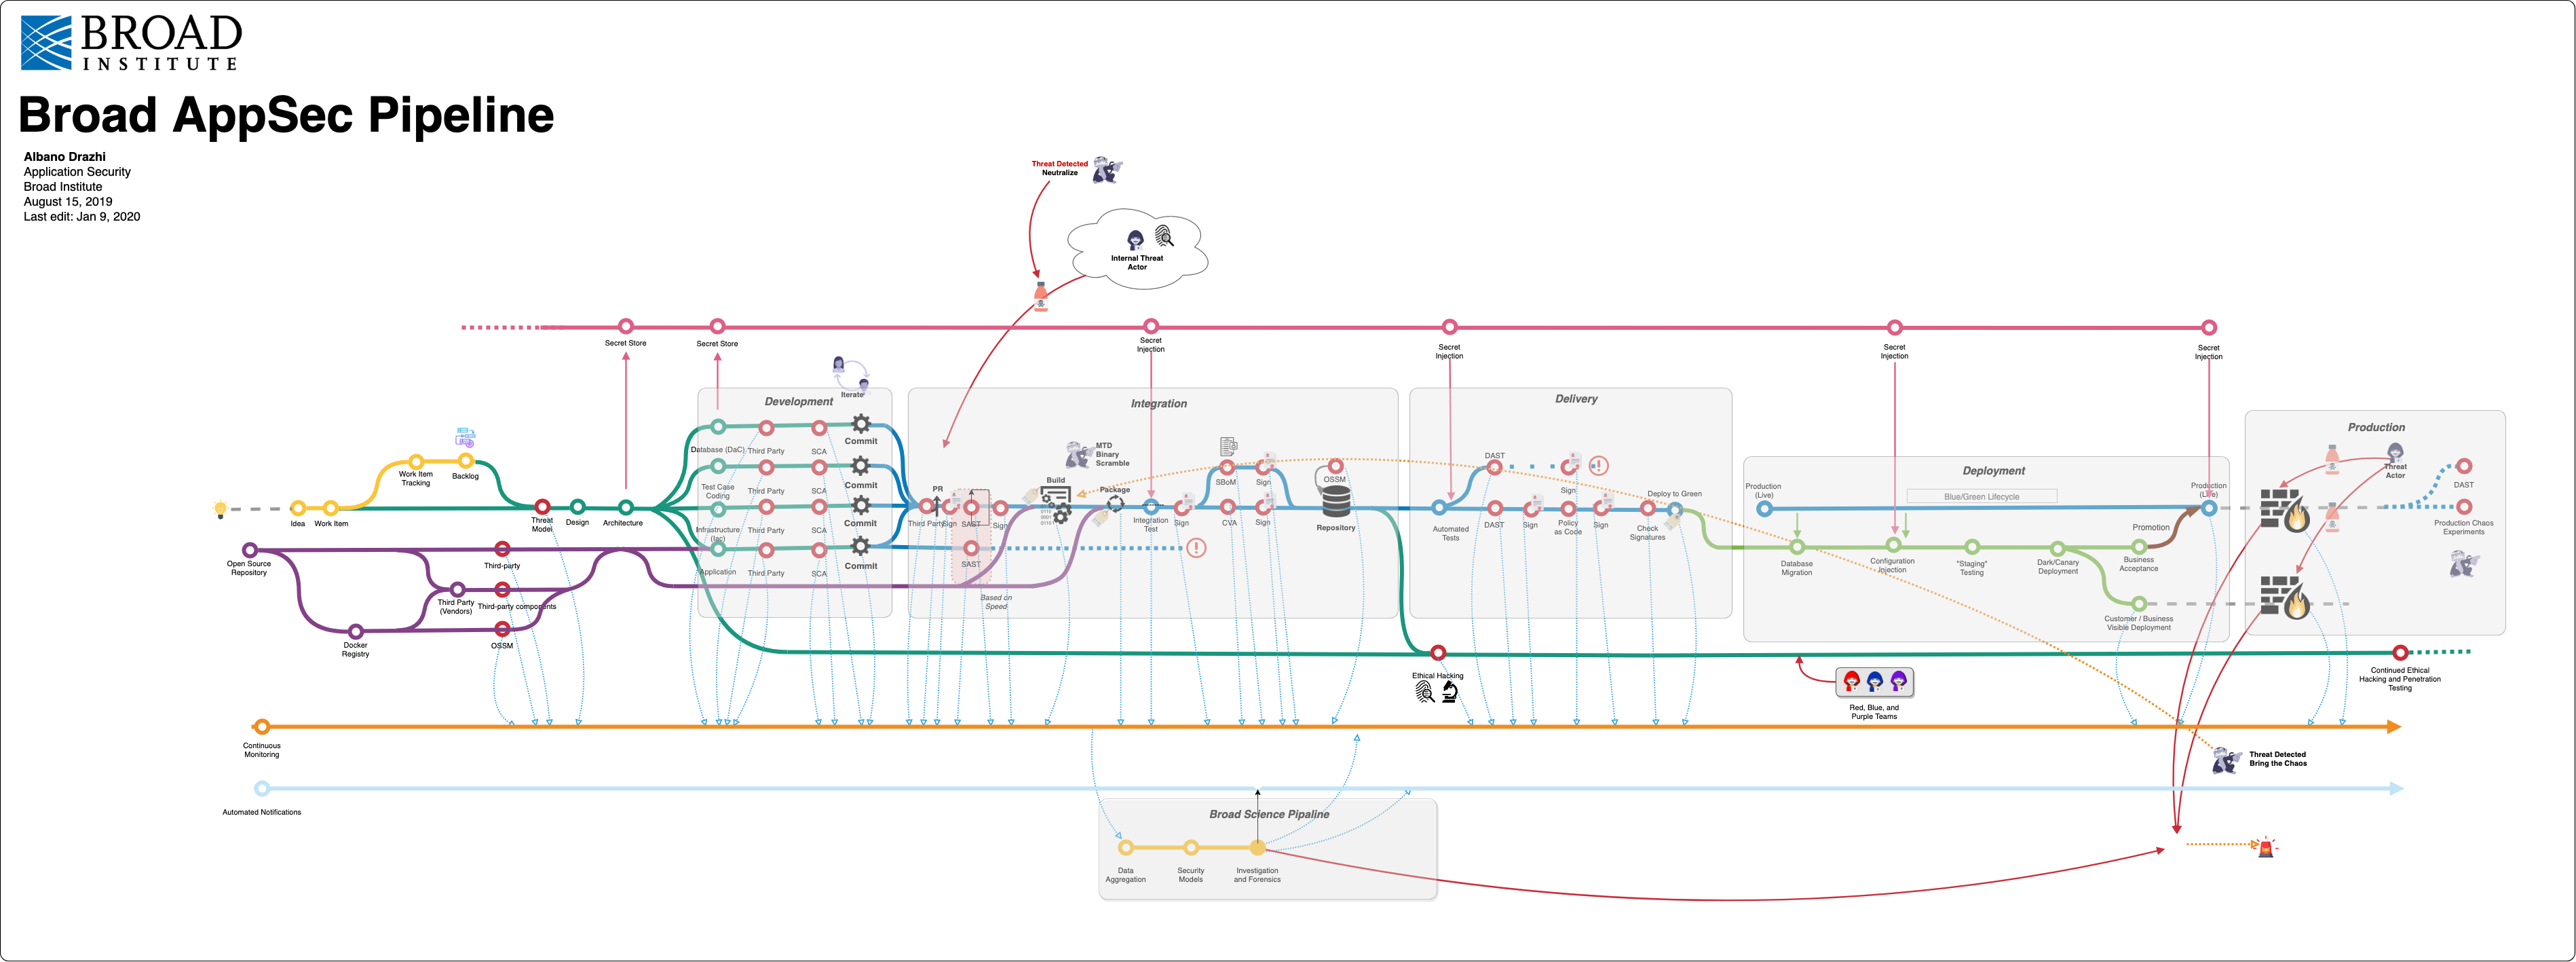 BROAD
INSTITUTE
Broad AppSec Pipeline
Albano Drazhi
Application Security
Broad Institute
August 15, 2019
Last edit: Jan 9, 2020
Threat Detected
Neutralize
Internal Threat
Actor
Secret Store
Secret Store
Secret
Injection
Secret
Injection
Secret
Injection
Secret
Injection
Iterate
Development
Integration
Delivery
Deployment
Production
Idea
Work Item
Work Item
Tracking
Backlog
Threat
Model
Design
Architecture
Open Source
Repository
Third-party
Third Party
(Vendors)
Third-party components
Docker
Registry
OSSM
Database (DaC)
Third Party
SCA
Commit
Test Case
Coding
Third Party
SCA
Commit
Infrastructure
(Iac)
Third Party
SCA
Commit
Application
Third Party
SCA
Commit
PR
Third Party
Sign
SAST
Sign
SAST
Based on
Speed
MTD
Binary
Scramble
Build
0110
Package
Integration
Test
Sign
SBoM
Sign
CVA
Sign
OSSM
Repository
Automated
Tests
DAST
Sign
DAST
Sign
Policy
as Code
Sign
Check
Signatures
Deploy to Green
Production
(Live)
Blue/Green Lifecycle
Production
(Live)
Database
Migration
Configuration
Injection
"Staging"
Testing
Dark/Canary
Deployment
Business
Acceptance
Promotion
Customer / Business
Visible Deployment
Threat
Actor
DAST
Production Chaos
Experiments
Ethical Hacking
Red, Blue, and
Purple Teams
Continued Ethical
Hacking and Penetration
Testing
Continuous
Monitoring
Threat Detected
Bring the Chaos
Automated Notifications
Broad Science Pipaline
Data
Aggregation
Security
Models
Investigation
and Forensics